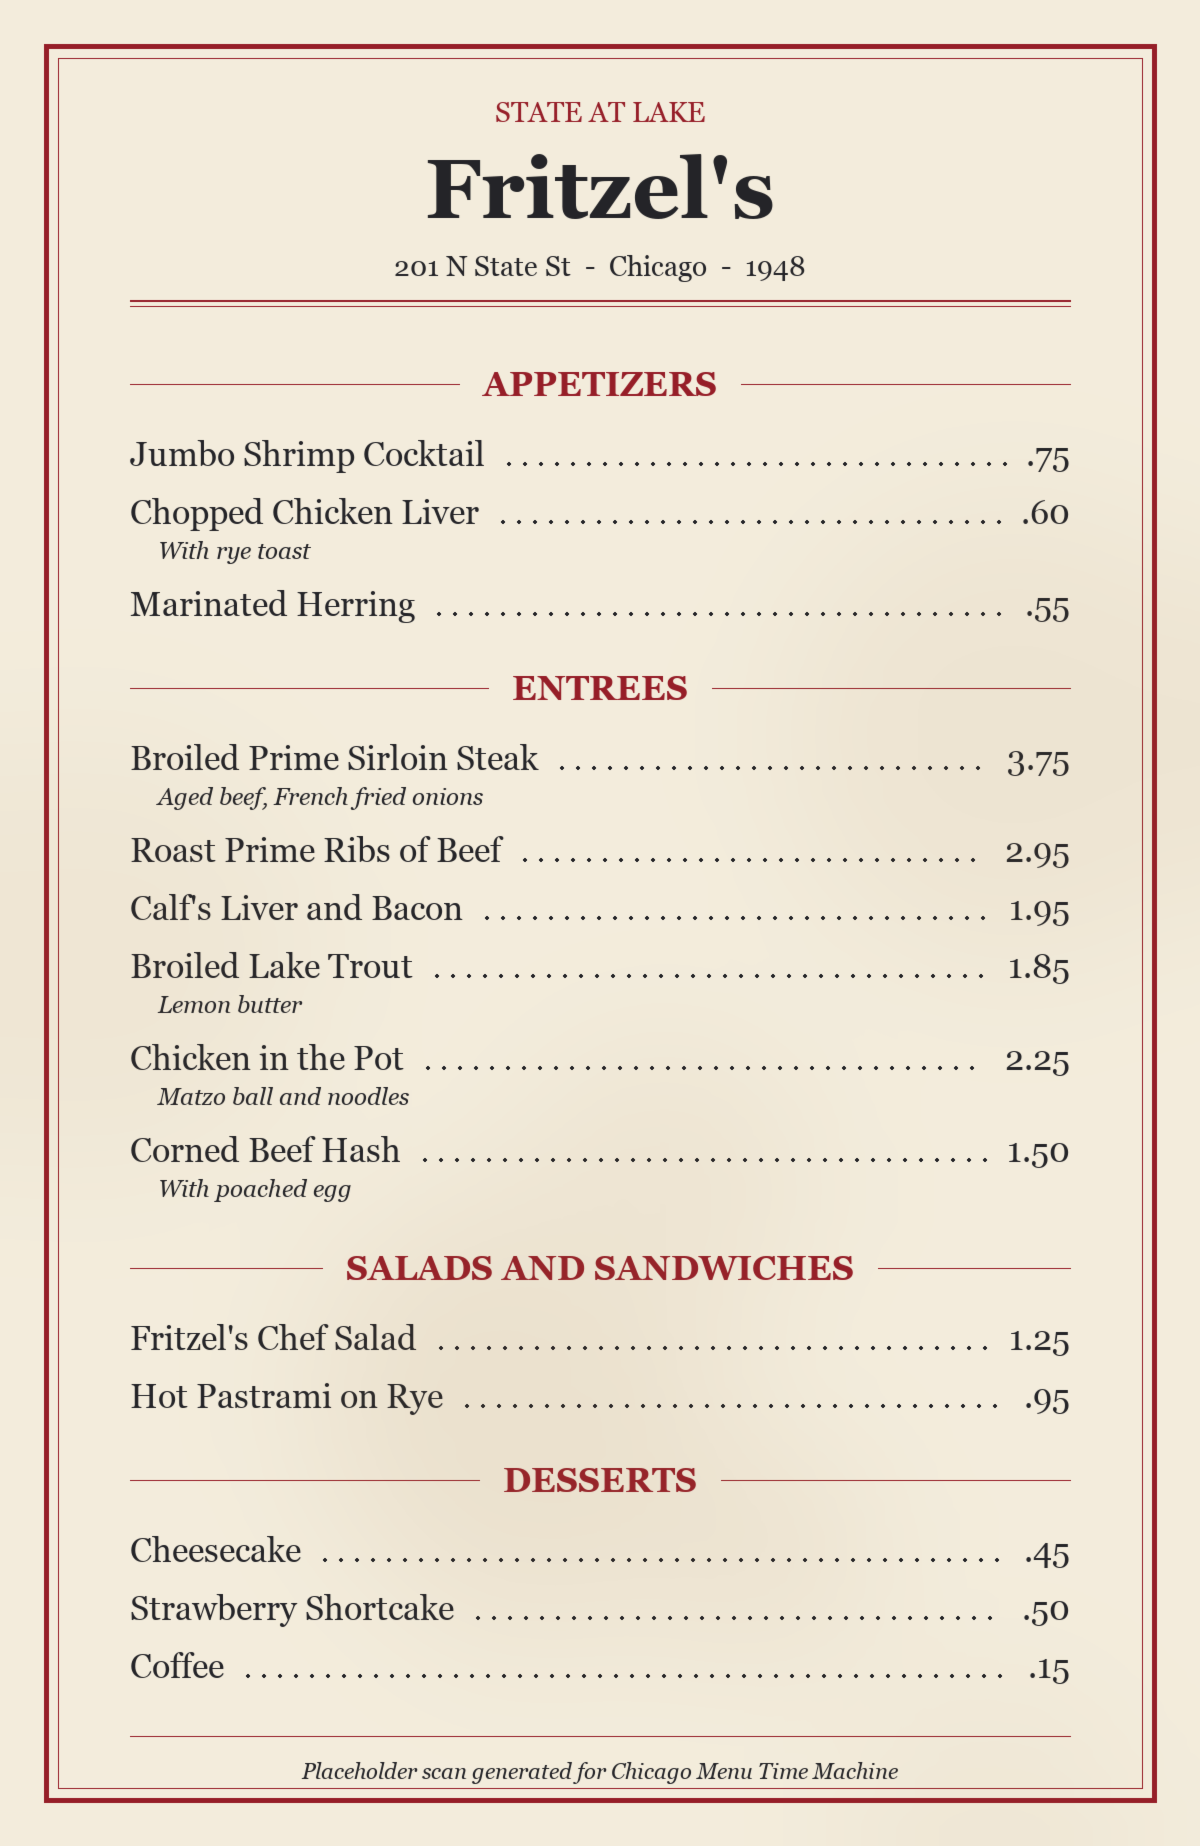 STATE AT LAKE
Fritzel's
201 N State St - Chicago - 1948
APPETIZERS
Jumbo Shrimp Cocktail . . . . . . . . . . . . . . . . . . . . . . . . . . . . . . . . .75
Chopped Chicken Liver . . . . . . . . . . . . . . . . . . . . . . . . . . . . . . . . .60
With rye toast
Marinated Herring . . . . . . . . . . . . . . . . . . . . . . . . . . . . . . . . . . . . .55
ENTREES
Broiled Prime Sirloin Steak . . . . . . . . . . . . . . . . . . . . . . . . . . . 3.75
Aged beef, French fried onions
Roast Prime Ribs of Beef . . . . . . . . . . . . . . . . . . . . . . . . . . . . . 2.95
Calf's Liver and Bacon . . . . . . . . . . . . . . . . . . . . . . . . . . . . . . . . 1.95
Broiled Lake Trout . . . . . . . . . . . . . . . . . . . . . . . . . . . . . . . . . . . 1.85
Lemon butter
Chicken in the Pot . . . . . . . . . . . . . . . . . . . . . . . . . . . . . . . . . . . 2.25
Matzo ball and noodles
Corned Beef Hash . . . . . . . . . . . . . . . . . . . . . . . . . . . . . . . . . . . . 1.50
With poached egg
SALADS AND SANDWICHES
Fritzel's Chef Salad . . . . . . . . . . . . . . . . . . . . . . . . . . . . . . . . . . . 1.25
Hot Pastrami on Rye . . . . . . . . . . . . . . . . . . . . . . . . . . . . . . . . . . .95
DESSERTS
Cheesecake . . . . . . . . . . . . . . . . . . . . . . . . . . . . . . . . . . . . . . . . . . . .45
Strawberry Shortcake . . . . . . . . . . . . . . . . . . . . . . . . . . . . . . . . . .50
Coffee . . . . . . . . . . . . . . . . . . . . . . . . . . . . . . . . . . . . . . . . . . . . . . . . .15
Placeholder scan generated for Chicago Menu Time Machine